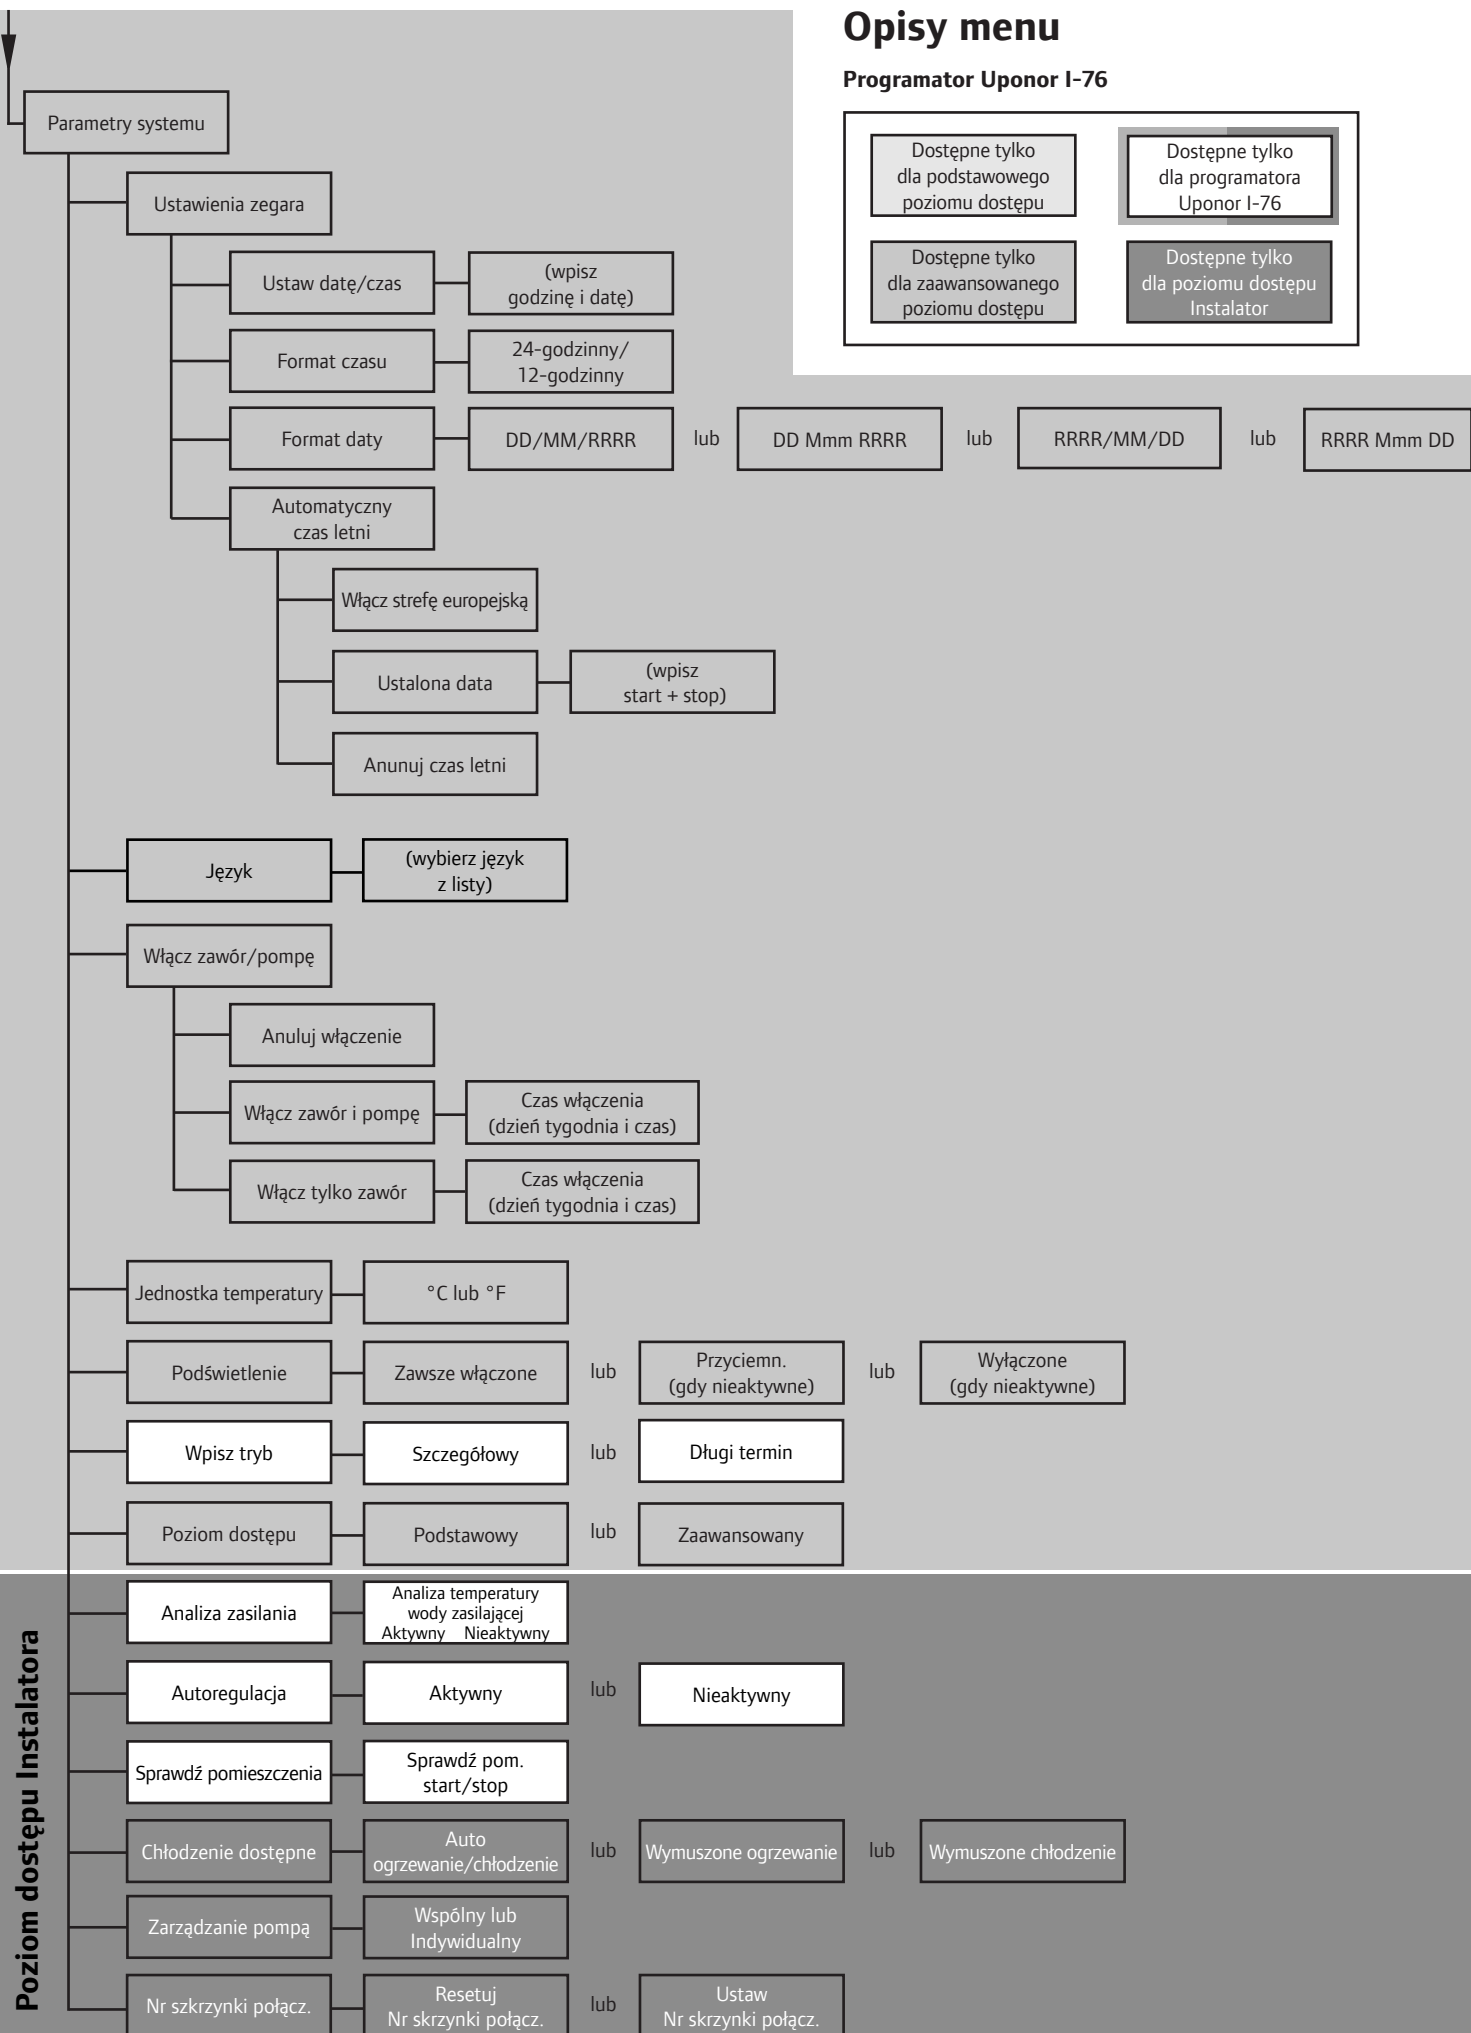 Opisy menu
Programator Uponor I-76
Dostępne tylko
dla podstawowego
poziomu dostępu
Dostępne tylko
dla programatora
Uponor I-76
Dostępne tylko
dla zaawansowanego
poziomu dostępu
Dostępne tylko
dla poziomu dostępu
Instalator
Parametry systemu
Ustawienia zegara
Ustaw datę/czas
(wpisz
godzinę i datę)
Format czasu
24-godzinny/
12-godzinny
Format daty
DD/MM/RRRR
lub
DD Mmm RRRR
lub
RRRR/MM/DD
lub
RRRR Mmm DD
Automatyczny
czas letni
Włącz strefę europejską
Ustalona data
(wpisz
start + stop)
Anunuj czas letni
Język
(wybierz język
z listy)
Włącz zawór/pompę
Anuluj włączenie
Włącz zawór i pompę
Czas włączenia
(dzień tygodnia i czas)
Włącz tylko zawór
Czas włączenia
(dzień tygodnia i czas)
Jednostka temperatury
°C lub °F
Podświetlenie
Zawsze włączone
lub
Przyciemn.
(gdy nieaktywne)
lub
Wyłączone
(gdy nieaktywne)
Wpisz tryb
Szczegółowy
lub
Długi termin
Poziom dostępu
Podstawowy
lub
Zaawansowany
Poziom dostępu Instalatora
Analiza zasilania
Analiza temperatury
wody zasilającej
Aktywny Nieaktywny
Autoregulacja
Aktywny
lub
Nieaktywny
Sprawdź pomieszczenia
Sprawdź pom.
start/stop
Chłodzenie dostępne
Auto
ogrzewanie/chłodzenie
lub
Wymuszone ogrzewanie
lub
Wymuszone chłodzenie
Zarządzanie pompą
Wspólny lub
Indywidualny
Nr szkrzynki połącz.
Resetuj
Nr skrzynki połącz.
lub
Ustaw
Nr skrzynki połącz.